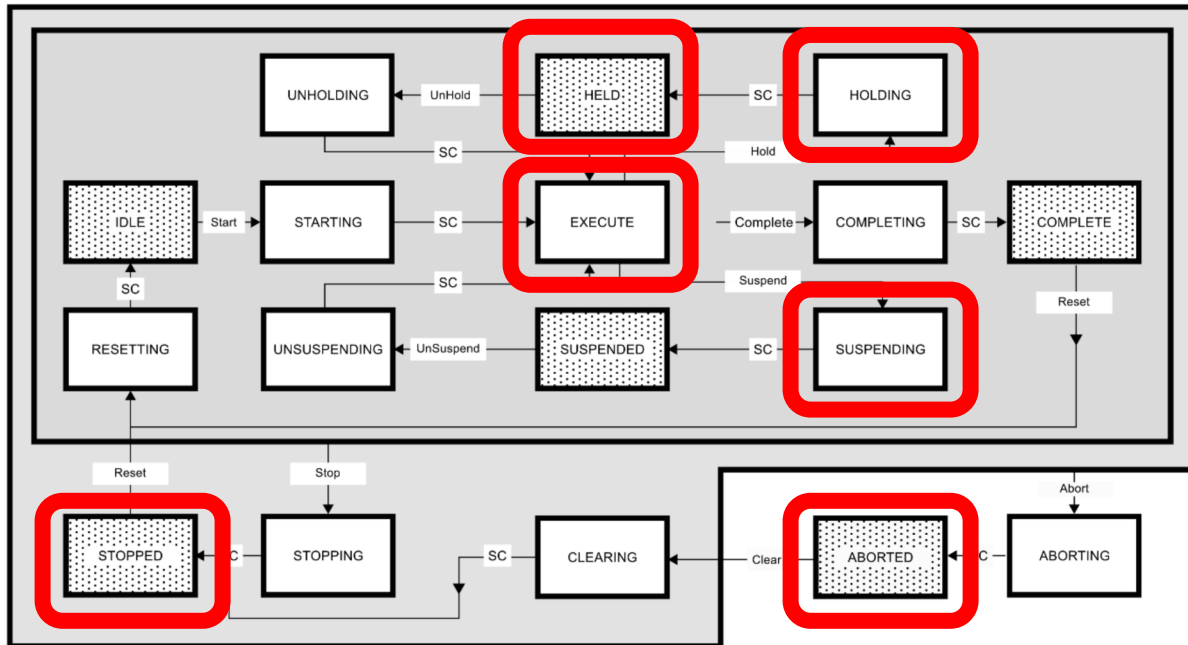 UNHOLDING
UnHold
HELD
SC
HOLDING
SC
Hold
IDLE
Start
STARTING
SC
EXECUTE
Complete
COMPLETING
SC
COMPLETE
SC
SC
Suspend
Reset
RESETTING
UNSUSPENDING
UnSuspend
SUSPENDED
SC
SUSPENDING
Reset
Stop
Abort
STOPPED
C
STOPPING
SC
CLEARING
Clear
ABORTED
C
ABORTING